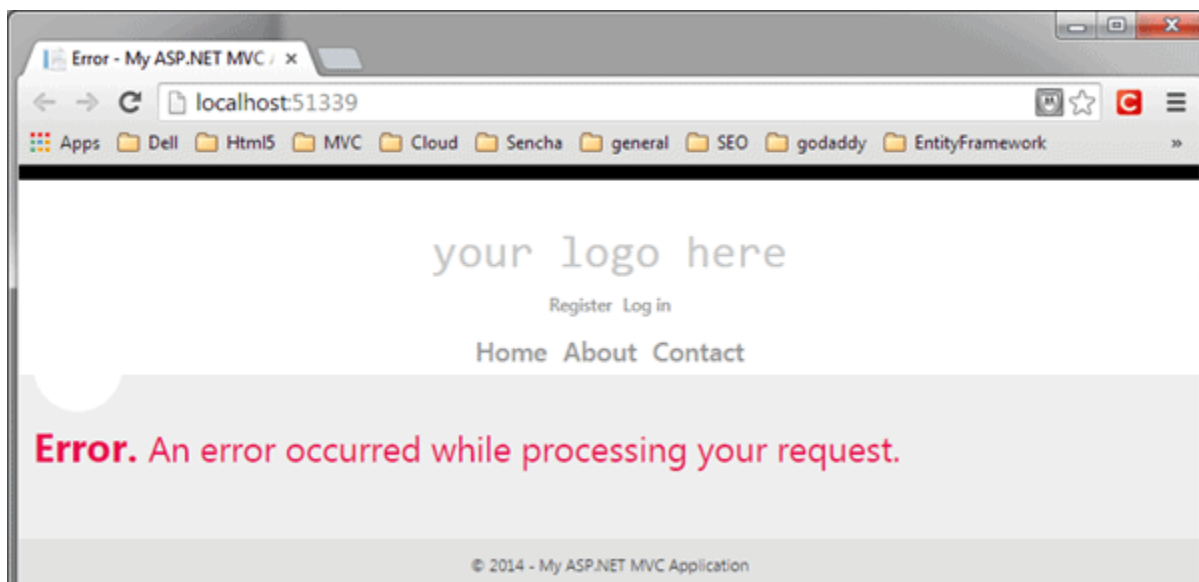 Error - My ASP.NET MVC A
localhost:51339
Apps Dell Html5 MVC Cloud Sencha general SEO godaddy EntityFramework »
your logo here
Register Log in
Home About Contact
Error. An error occurred while processing your request.
© 2014 - My ASP.NET MVC Application